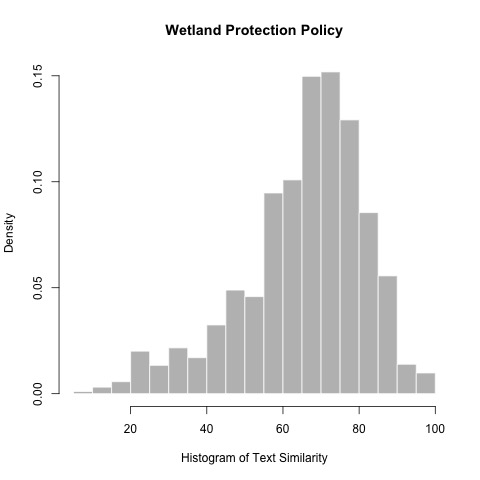 Wetland Protection Policy
0.15
0.10
0.05
0.00
Density
20 40 60 80 100
Histogram of Text Similarity